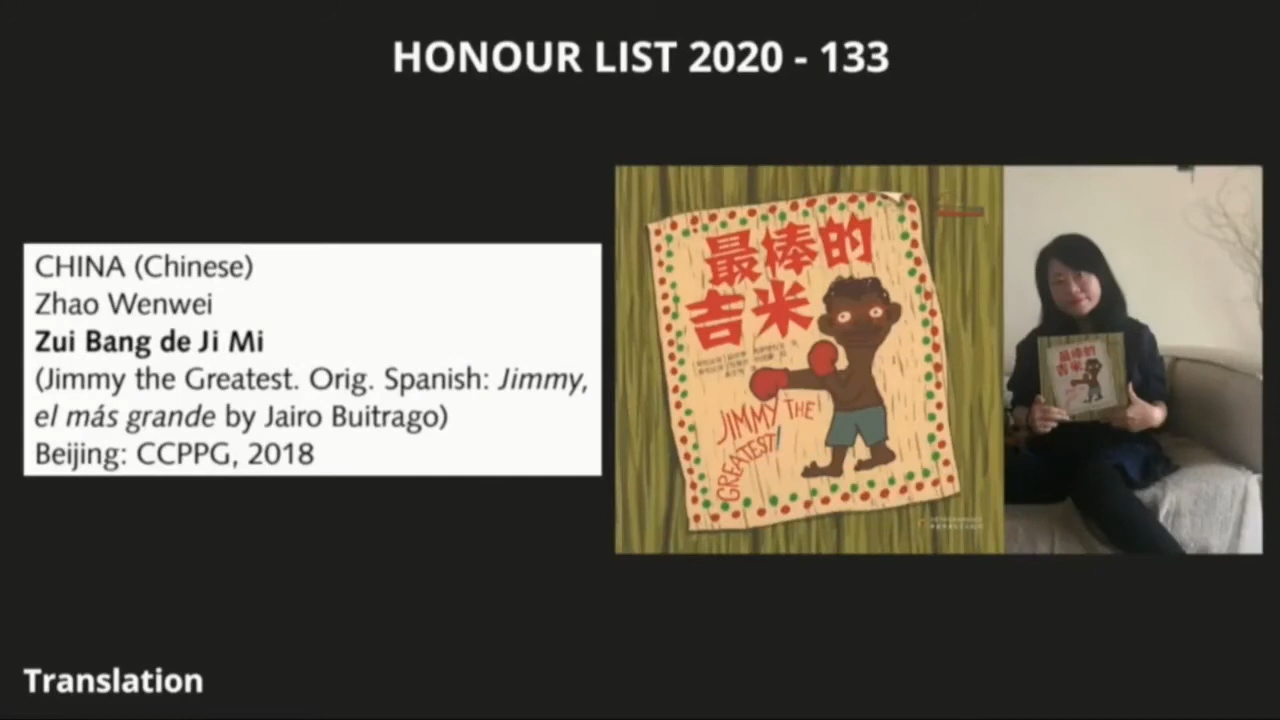 HONOUR LIST 2020 - 133
CHINA (Chinese)
Zhao Wenwei
Zui Bang de Ji Mi
(Jimmy the Greatest. Orig. Spanish: Jimmy,
el más grande by Jairo Buitrago)
Beijing: CCPPG, 2018
最棒的
吉米
JIMMY THE
GREATEST!
最棒的
吉米
Translation